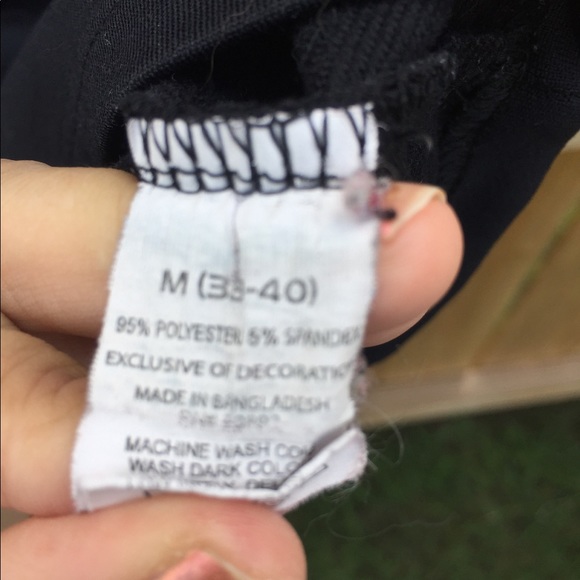 M (38-40)
95% POLYESTER 5% SPANDEX
EXCLUSIVE OF DECORATION
MADE IN BANGLADESH
MACHINE WASH
WASH DARK